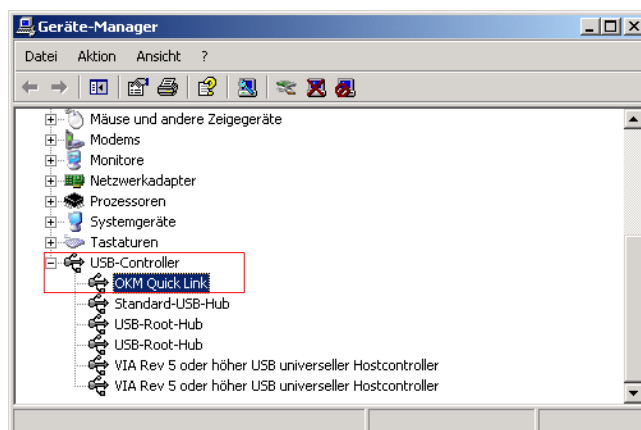 Geräte-Manager
Datei Aktion Ansicht ?
Mäuse und andere Zeigegeräte
Modems
Monitore
Netzwerkadapter
Prozessoren
Systemgeräte
Tastaturen
USB-Controller
OKM Quick Link
Standard-USB-Hub
USB-Root-Hub
USB-Root-Hub
VIA Rev 5 oder höher USB universeller Hostcontroller
VIA Rev 5 oder höher USB universeller Hostcontroller